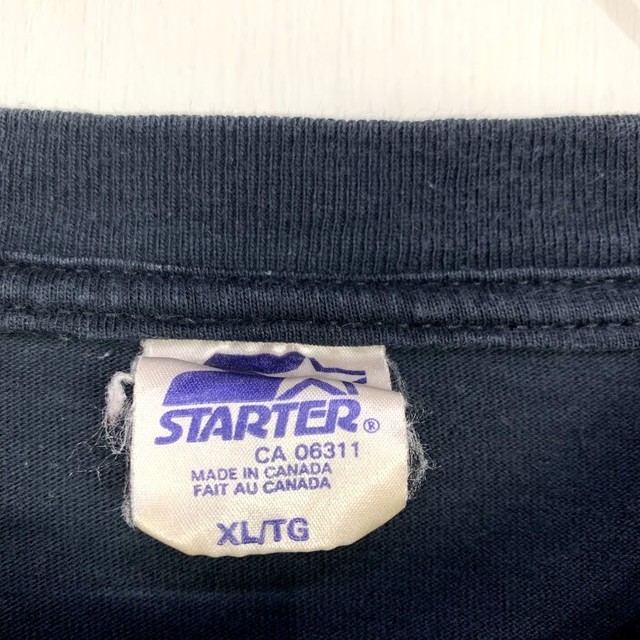 STARTER®
CA 06311
MADE IN CANADA
FAIT AU CANADA
XL/TG